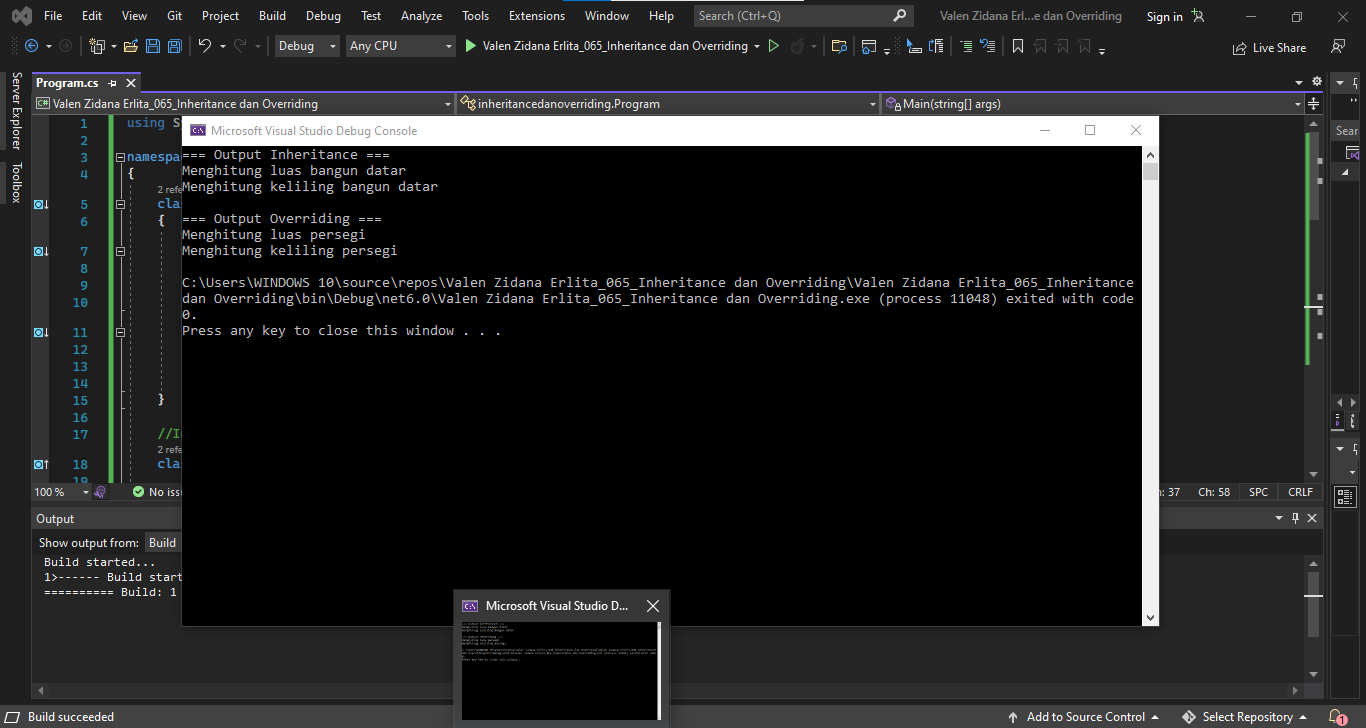 File Edit View Git Project Build Debug Test Analyze Tools Extensions Window Help Search (Ctrl+Q) Valen Zidana Erl...e dan Overriding Sign in
Debug Any CPU Valen Zidana Erlita_065_Inheritance dan Overriding Live Share
Server Explorer
Toolbox
Program.cs
Valen Zidana Erlita_065_Inheritance dan Overriding inheritancedanoverriding.Program Main(string[] args)
1 using S
2
3 namespa
4 {
2 refe
5 clas
6 {
7
8
9
10
11
12
13
14
15 }
16
17 //I
2 refe
18 clas
19
Microsoft Visual Studio Debug Console
=== Output Inheritance ===
Menghitung luas bangun datar
Menghitung keliling bangun datar
=== Output Overriding ===
Menghitung luas persegi
Menghitung keliling persegi
C:\Users\WINDOWS 10\source\repos\Valen Zidana Erlita_065_Inheritance dan Overriding\Valen Zidana Erlita_065_Inheritance
dan Overriding\bin\Debug\net6.0\Valen Zidana Erlita_065_Inheritance dan Overriding.exe (process 11048) exited with code
0.
Press any key to close this window . . .
Sear
100 % No issu : 37 Ch: 58 SPC CRLF
Output
Show output from: Build
Build started...
1>------ Build start
========== Build: 1
Microsoft Visual Studio D...
Build succeeded Add to Source Control Select Repository 1